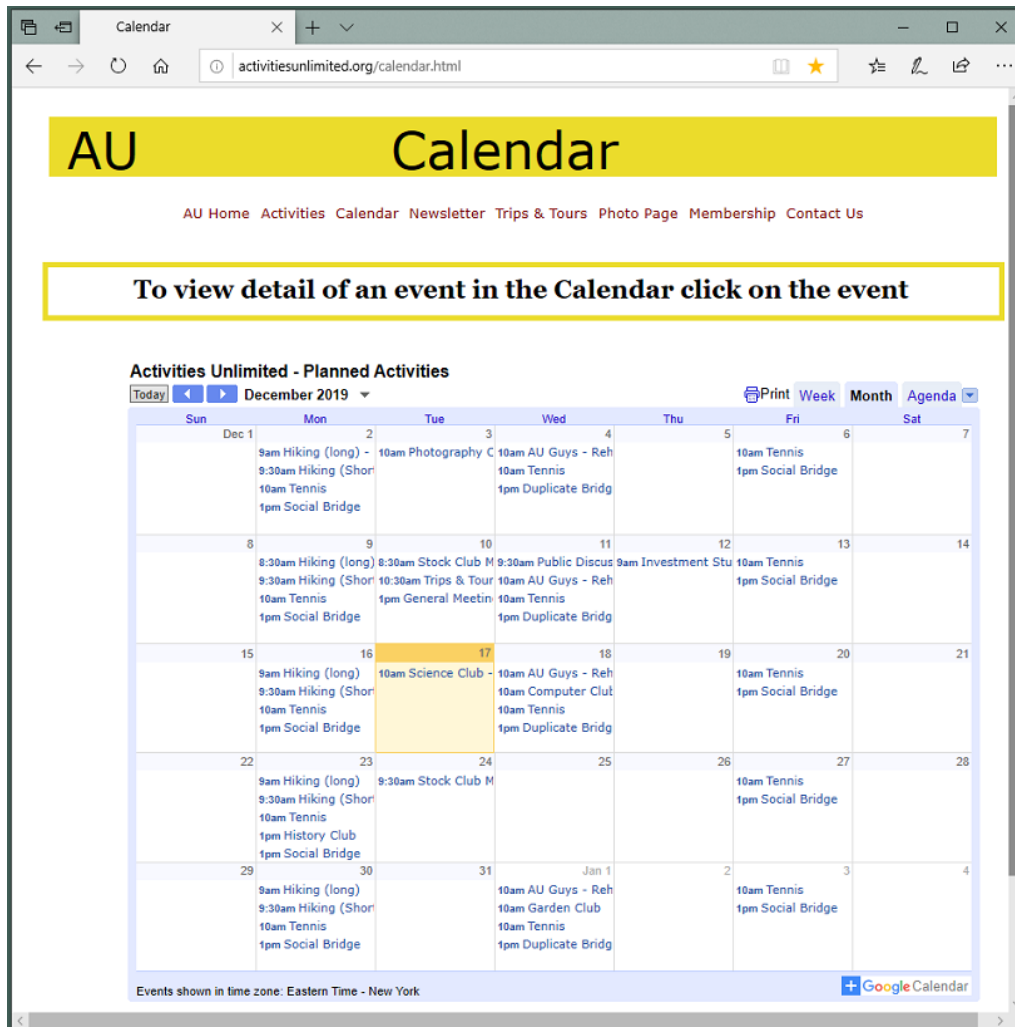 Calendar
activitiesunlimited.org/calendar.html
AU Calendar
AU Home Activities Calendar Newsletter Trips & Tours Photo Page Membership Contact Us
To view detail of an event in the Calendar click on the event
Activities Unlimited - Planned Activities
Today December 2019 Print Week Month Agenda
Sun Mon Tue Wed Thu Fri Sat
Dec 1 2 3 4 5 6 7
9am Hiking (long) - 10am Photography C 10am AU Guys - Reh 10am Tennis
9:30am Hiking (Short 10am Tennis 1pm Social Bridge
10am Tennis 1pm Duplicate Bridg
1pm Social Bridge
8 9 10 11 12 13 14
8:30am Hiking (long) 8:30am Stock Club M 9:30am Public Discus 9am Investment Stu 10am Tennis
9:30am Hiking (Short 10:30am Trips & Tour 10am AU Guys - Reh 1pm Social Bridge
10am Tennis 1pm General Meetin 10am Tennis
1pm Social Bridge 1pm Duplicate Bridg
15 16 17 18 19 20 21
9am Hiking (long) 10am Science Club - 10am AU Guys - Reh 10am Tennis
9:30am Hiking (Short 10am Computer Club 1pm Social Bridge
10am Tennis 10am Tennis
1pm Social Bridge 1pm Duplicate Bridg
22 23 24 25 26 27 28
9am Hiking (long) 9:30am Stock Club M 10am Tennis
9:30am Hiking (Short 1pm Social Bridge
10am Tennis
1pm History Club
1pm Social Bridge
29 30 31 Jan 1 2 3 4
9am Hiking (long) 10am AU Guys - Reh 10am Tennis
9:30am Hiking (Short 10am Garden Club 1pm Social Bridge
10am Tennis 10am Tennis
1pm Social Bridge 1pm Duplicate Bridg
Events shown in time zone: Eastern Time - New York Google Calendar